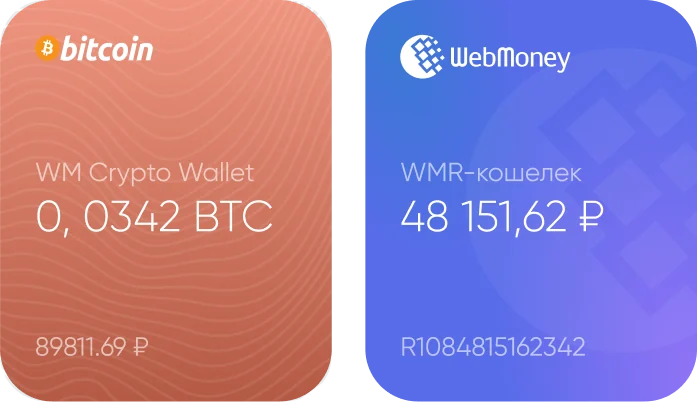 bitcoin
WM Crypto Wallet
0, 0342 BTC
89811.69 ₽
WebMoney
WMR-кошелек
48 151,62 ₽
R1084815162342